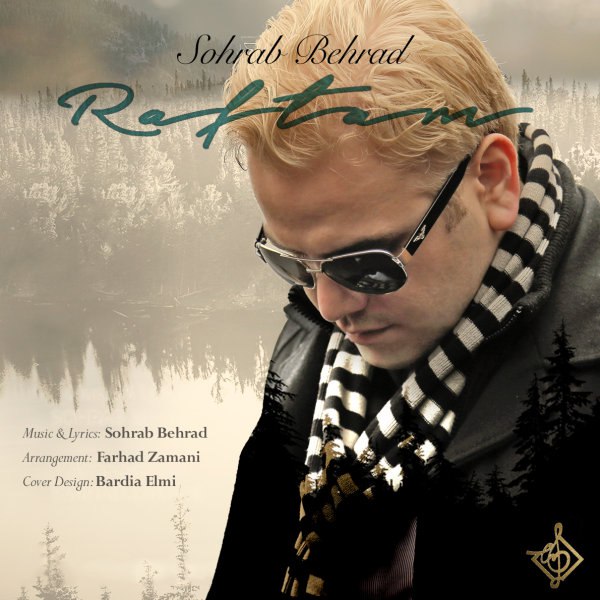 Sohrab Behrad
Raftam
Music & Lyrics: Sohrab Behrad
Arrangement: Farhad Zamani
Cover Design: Bardia Elmi